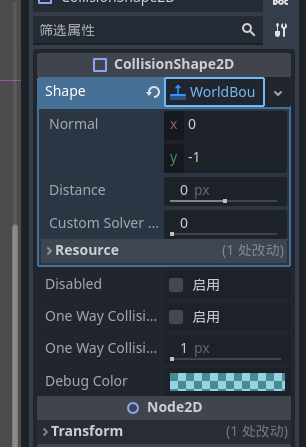 CollisionShape2D
DOC
筛选属性
CollisionShape2D
Shape WorldBou
Normal x 0
y -1
Distance 0 px
Custom Solver ... 0
Resource (1 处改动)
Disabled 启用
One Way Collisi... 启用
One Way Collisi... 1 px
Debug Color
Node2D
Transform (1 处改动)